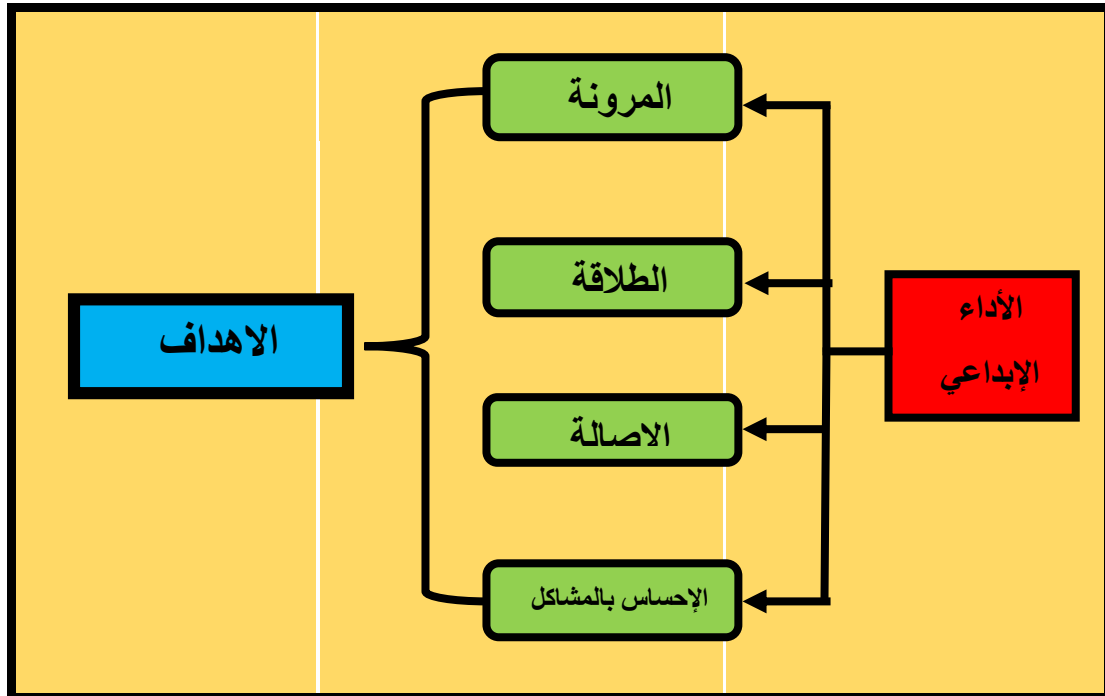 المرونة
الطلاقة
الأداء
الإبداعي
الاهداف
الاصالة
الإحساس بالمشاكل